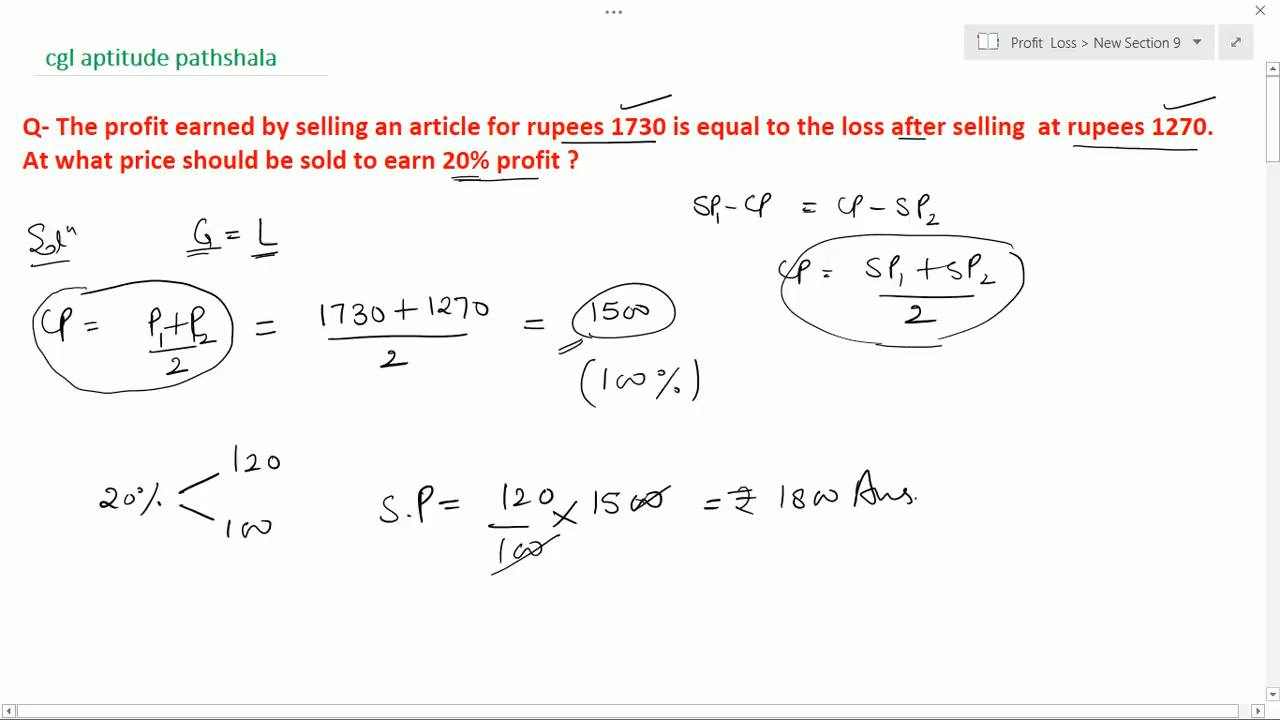 cgl aptitude pathshala
Profit Loss > New Section 9
Q- The profit earned by selling an article for rupees 1730 is equal to the loss after selling at rupees 1270.
At what price should be sold to earn 20% profit ?
SP₁ - CP = CP - SP₂
Solⁿ G = L
CP = SP₁ + SP₂ / 2
CP = P₁+P₂ / 2 = 1730 + 1270 / 2 = 1500
(100%)
20% < 120 100
S.P = 120 / 100 × 1500 = ₹ 1800 Ans.